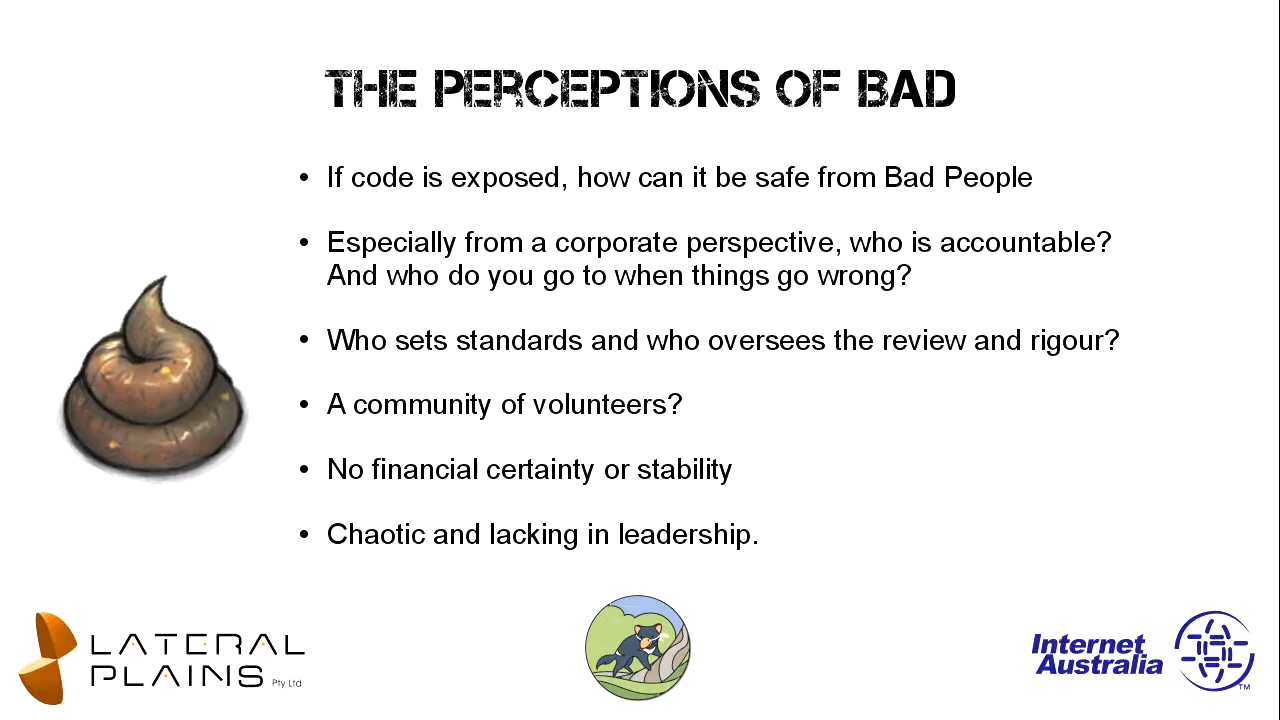 THE PERCEPTIONS OF BAD
• If code is exposed, how can it be safe from Bad People
• Especially from a corporate perspective, who is accountable?
And who do you go to when things go wrong?
• Who sets standards and who oversees the review and rigour?
• A community of volunteers?
• No financial certainty or stability
• Chaotic and lacking in leadership.
LATERAL
PLAINS Pty Ltd
Internet
Australia
TM